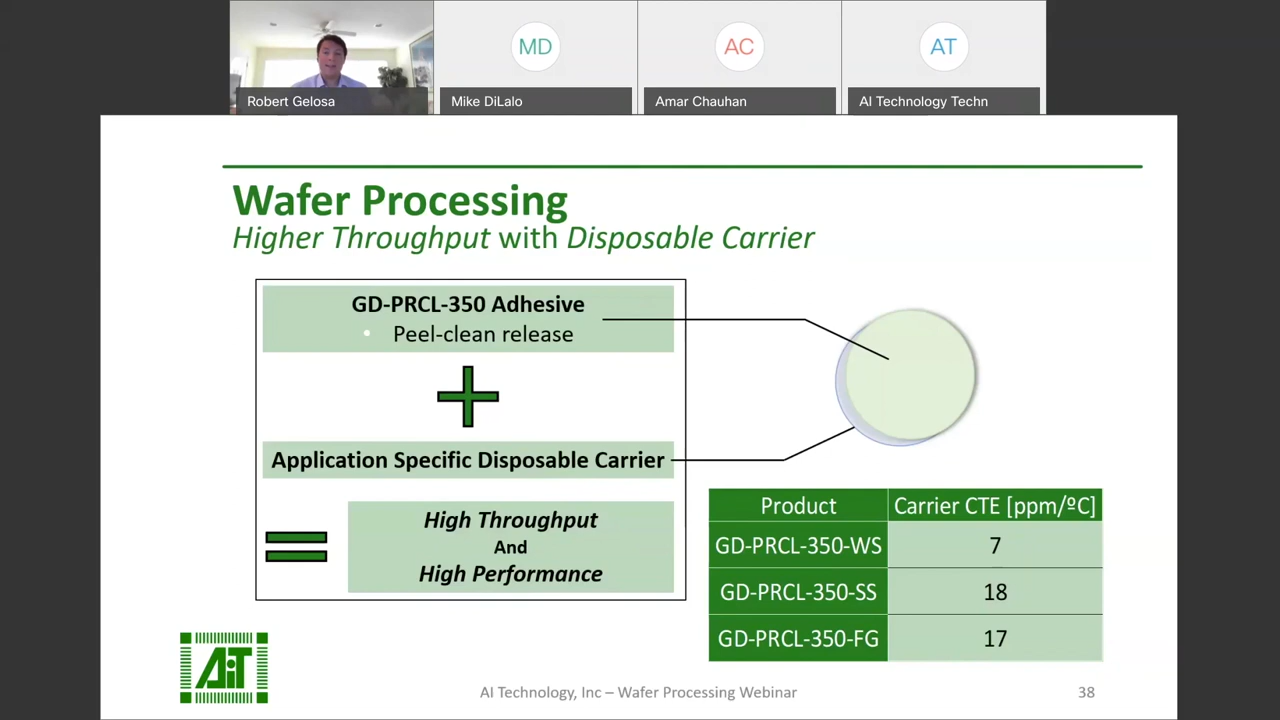 MD
AC
AT
Robert Gelosa
Mike DiLalo
Amar Chauhan
AI Technology Techn
Wafer Processing
Higher Throughput with Disposable Carrier
GD-PRCL-350 Adhesive
• Peel-clean release
Application Specific Disposable Carrier
High Throughput
And
High Performance
Product Carrier CTE [ppm/ºC]
GD-PRCL-350-WS 7
GD-PRCL-350-SS 18
GD-PRCL-350-FG 17
AiT
AI Technology, Inc – Wafer Processing Webinar
38